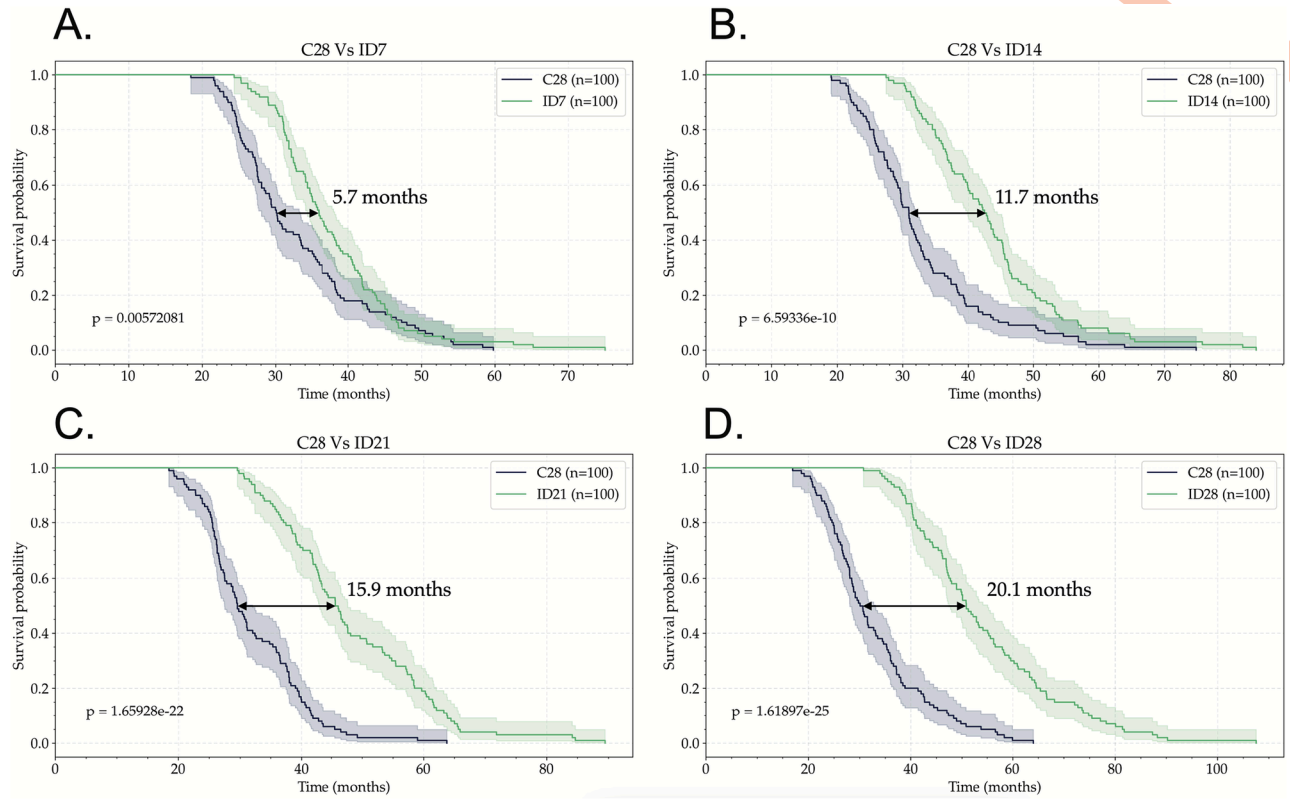 A.
C28 Vs ID7
C28 (n=100)
ID7 (n=100)
5.7 months
p = 0.00572081
Survival probability
1.0
0.8
0.6
0.4
0.2
0.0
0 10 20 30 40 50 60 70
Time (months)
B.
C28 Vs ID14
C28 (n=100)
ID14 (n=100)
11.7 months
p = 6.59336e-10
Survival probability
1.0
0.8
0.6
0.4
0.2
0.0
0 10 20 30 40 50 60 70 80
Time (months)
C.
C28 Vs ID21
C28 (n=100)
ID21 (n=100)
15.9 months
p = 1.65928e-22
Survival probability
1.0
0.8
0.6
0.4
0.2
0.0
0 20 40 60 80
Time (months)
D.
C28 Vs ID28
C28 (n=100)
ID28 (n=100)
20.1 months
p = 1.61897e-25
Survival probability
1.0
0.8
0.6
0.4
0.2
0.0
0 20 40 60 80 100
Time (months)